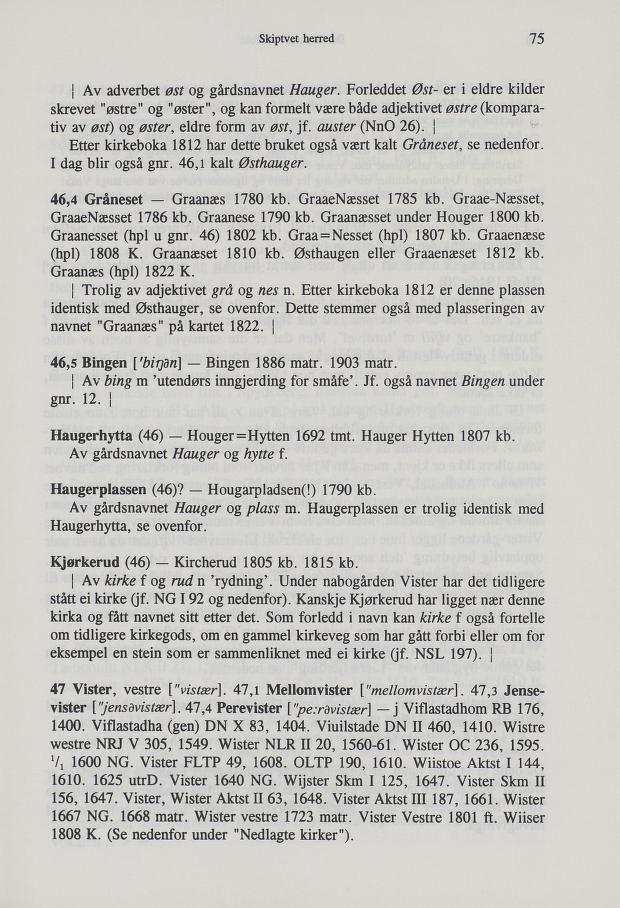 Skiptvet herred 75
| Av adverbet øst og gårdsnavnet Hauger. Forleddet Øst- er i eldre kilder
skrevet "østre" og "øster", og kan formelt være både adjektivet østre (kompara-
tiv av øst) og øster, eldre form av øst, jf. auster (NnO 26). |
Etter kirkeboka 1812 har dette bruket også vært kalt Gråneset, se nedenfor.
I dag blir også gnr. 46,1 kalt Østhauger.
46,4 Gråneset — Graanæs 1780 kb. GraaeNæsset 1785 kb. Graae-Næsset,
GraaeNæsset 1786 kb. Graanese 1790 kb. Graanæsset under Houger 1800 kb.
Graanesset (hpl u gnr. 46) 1802 kb. Graa=Nesset (hpl) 1807 kb. Graaenæse
(hpl) 1808 K. Graanæset 1810 kb. Østhaugen eller Graaenæset 1812 kb.
Graanæs (hpl) 1822 K.
| Trolig av adjektivet grå og nes n. Etter kirkeboka 1812 er denne plassen
identisk med Østhauger, se ovenfor. Dette stemmer også med plasseringen av
navnet "Graanæs" på kartet 1822. |
46,5 Bingen ['biŋən] — Bingen 1886 matr. 1903 matr.
| Av bing m 'utendørs inngjerding for småfe'. Jf. også navnet Bingen under
gnr. 12. |
Haugerhytta (46) — Houger=Hytten 1692 tmt. Hauger Hytten 1807 kb.
Av gårdsnavnet Hauger og hytte f.
Haugerplassen (46)? — Hougarpladsen(!) 1790 kb.
Av gårdsnavnet Hauger og plass m. Haugerplassen er trolig identisk med
Haugerhytta, se ovenfor.
Kjørkerud (46) — Kircherud 1805 kb. 1815 kb.
| Av kirke f og rud n 'rydning'. Under nabogården Vister har det tidligere
stått ei kirke (jf. NG I 92 og nedenfor). Kanskje Kjørkerud har ligget nær denne
kirka og fått navnet sitt etter det. Som forledd i navn kan kirke f også fortelle
om tidligere kirkegods, om en gammel kirkeveg som har gått forbi eller om for
eksempel en stein som er sammenliknet med ei kirke (jf. NSL 197). |
47 Vister, vestre ["vistær]. 47,1 Mellomvister ["mellomvistær]. 47,3 Jense-
vister ["jensəvistær]. 47,4 Perevister ["pe:rəvistær] — j Viflastadhom RB 176,
1400. Viflastadha (gen) DN X 83, 1404. Viuilstade DN II 460, 1410. Wistre
westre NRJ V 305, 1549. Wister NLR II 20, 1560-61. Wister OC 236, 1595.
1/1 1600 NG. Vister FLTP 49, 1608. OLTP 190, 1610. Wiistoe Aktst I 144,
1610. 1625 utrD. Vister 1640 NG. Wijster Skm I 125, 1647. Vister Skm II
156, 1647. Vister, Wister Aktst II 63, 1648. Vister Aktst III 187, 1661. Wister
1667 NG. 1668 matr. Wister vestre 1723 matr. Vister Vestre 1801 ft. Wiiser
1808 K. (Se nedenfor under "Nedlagte kirker").